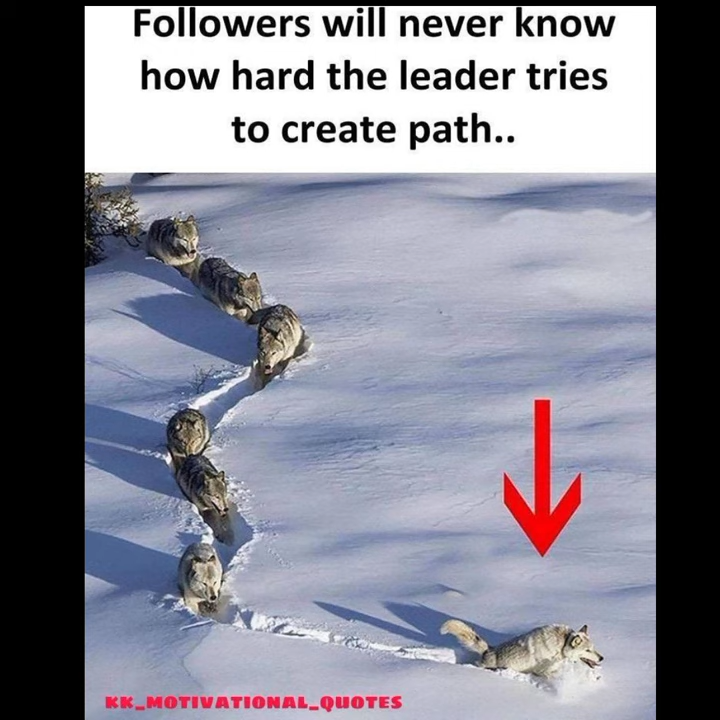 Followers will never know
how hard the leader tries
to create path..
KK_MOTIVATIONAL_QUOTES